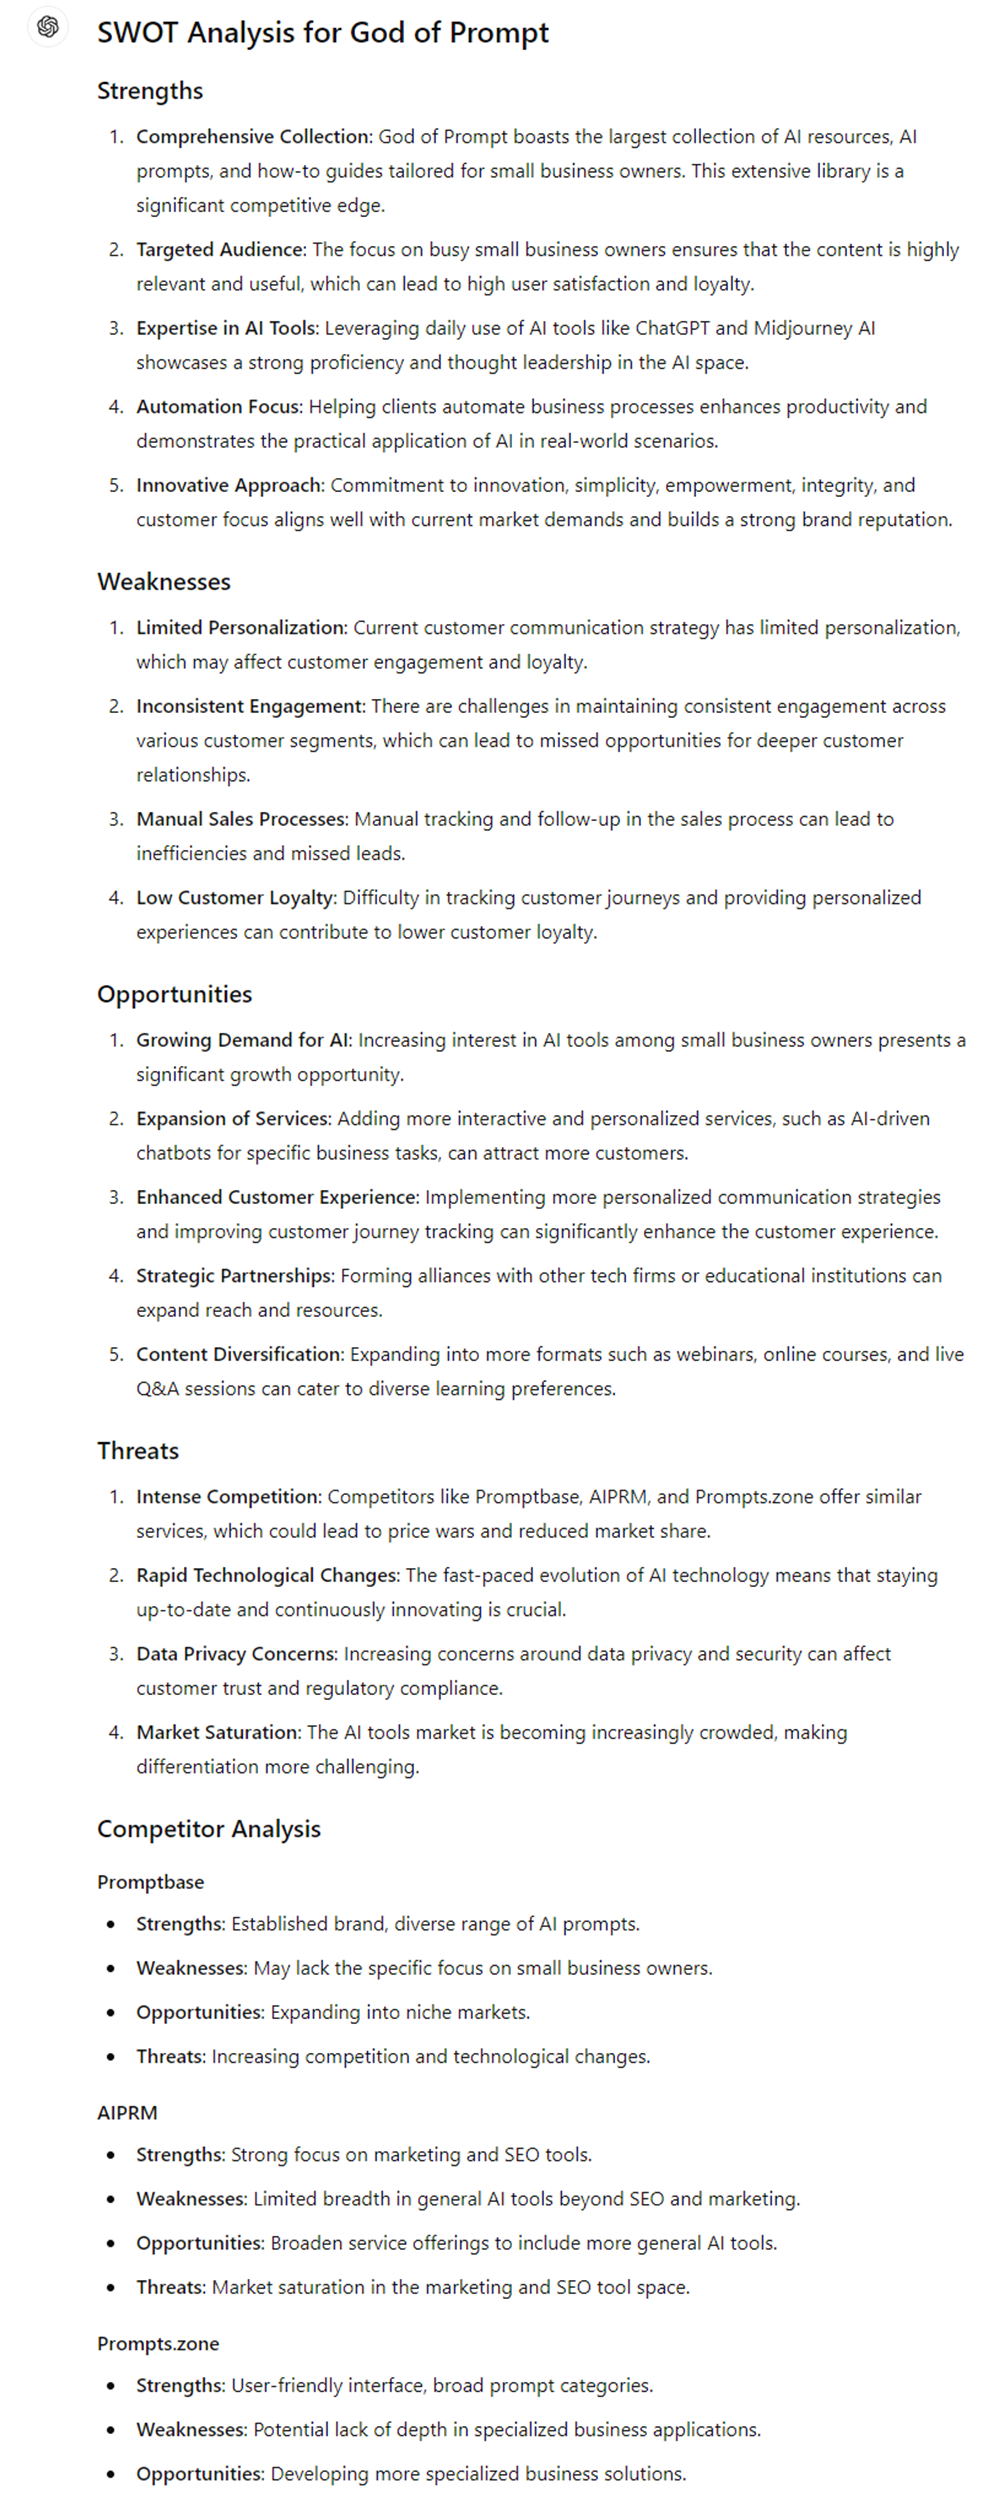 SWOT Analysis for God of Prompt
Strengths
1. Comprehensive Collection: God of Prompt boasts the largest collection of AI resources, AI
prompts, and how-to guides tailored for small business owners. This extensive library is a
significant competitive edge.
2. Targeted Audience: The focus on busy small business owners ensures that the content is highly
relevant and useful, which can lead to high user satisfaction and loyalty.
3. Expertise in AI Tools: Leveraging daily use of AI tools like ChatGPT and Midjourney AI
showcases a strong proficiency and thought leadership in the AI space.
4. Automation Focus: Helping clients automate business processes enhances productivity and
demonstrates the practical application of AI in real-world scenarios.
5. Innovative Approach: Commitment to innovation, simplicity, empowerment, integrity, and
customer focus aligns well with current market demands and builds a strong brand reputation.
Weaknesses
1. Limited Personalization: Current customer communication strategy has limited personalization,
which may affect customer engagement and loyalty.
2. Inconsistent Engagement: There are challenges in maintaining consistent engagement across
various customer segments, which can lead to missed opportunities for deeper customer
relationships.
3. Manual Sales Processes: Manual tracking and follow-up in the sales process can lead to
inefficiencies and missed leads.
4. Low Customer Loyalty: Difficulty in tracking customer journeys and providing personalized
experiences can contribute to lower customer loyalty.
Opportunities
1. Growing Demand for AI: Increasing interest in AI tools among small business owners presents a
significant growth opportunity.
2. Expansion of Services: Adding more interactive and personalized services, such as AI-driven
chatbots for specific business tasks, can attract more customers.
3. Enhanced Customer Experience: Implementing more personalized communication strategies
and improving customer journey tracking can significantly enhance the customer experience.
4. Strategic Partnerships: Forming alliances with other tech firms or educational institutions can
expand reach and resources.
5. Content Diversification: Expanding into more formats such as webinars, online courses, and live
Q&A sessions can cater to diverse learning preferences.
Threats
1. Intense Competition: Competitors like Promptbase, AIPRM, and Prompts.zone offer similar
services, which could lead to price wars and reduced market share.
2. Rapid Technological Changes: The fast-paced evolution of AI technology means that staying
up-to-date and continuously innovating is crucial.
3. Data Privacy Concerns: Increasing concerns around data privacy and security can affect
customer trust and regulatory compliance.
4. Market Saturation: The AI tools market is becoming increasingly crowded, making
differentiation more challenging.
Competitor Analysis
Promptbase
• Strengths: Established brand, diverse range of AI prompts.
• Weaknesses: May lack the specific focus on small business owners.
• Opportunities: Expanding into niche markets.
• Threats: Increasing competition and technological changes.
AIPRM
• Strengths: Strong focus on marketing and SEO tools.
• Weaknesses: Limited breadth in general AI tools beyond SEO and marketing.
• Opportunities: Broaden service offerings to include more general AI tools.
• Threats: Market saturation in the marketing and SEO tool space.
Prompts.zone
• Strengths: User-friendly interface, broad prompt categories.
• Weaknesses: Potential lack of depth in specialized business applications.
• Opportunities: Developing more specialized business solutions.